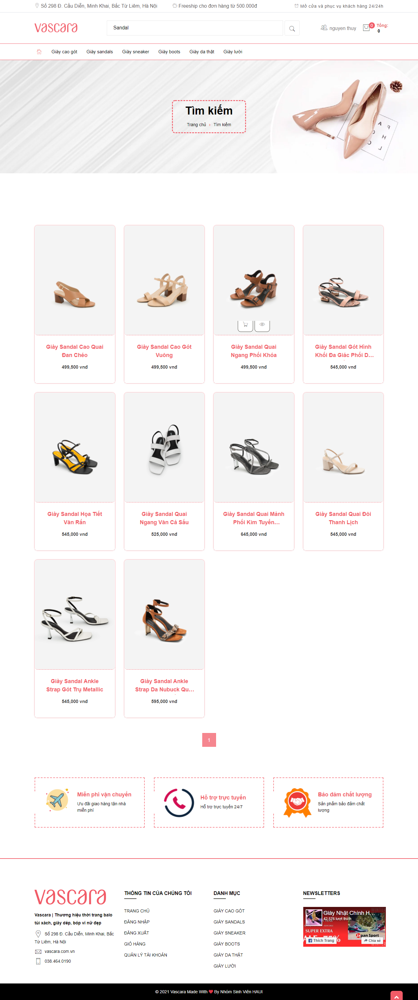 Số 298 Đ. Cầu Diễn, Minh Khai, Bắc Từ Liêm, Hà Nội
Freeship cho đơn hàng từ 500.000đ
Mở cửa và phục vụ khách hàng 24/24h
vascara
Sandal
nguyen thuy
0
Tổng:
0
Giày cao gót
Giày sandals
Giày sneaker
Giày boots
Giày da thật
Giày lười
Tìm kiếm
Trang chủ › Tìm kiếm
Giày Sandal Cao Quai
Đan Chéo
499,500 vnđ
Giày Sandal Cao Gót
Vuông
499,500 vnđ
Giày Sandal Quai
Ngang Phối Khóa
499,500 vnđ
Giày Sandal Gót Hình
Khối Đa Giác Phối D…
545,000 vnđ
Giày Sandal Họa Tiết
Vân Rắn
545,000 vnđ
Giày Sandal Quai
Ngang Vân Cá Sấu
525,000 vnđ
Giày Sandal Quai Mảnh
Phối Kim Tuyến…
645,000 vnđ
Giày Sandal Quai Đôi
Thanh Lịch
545,000 vnđ
Giày Sandal Ankle
Strap Gót Trụ Metallic
545,000 vnđ
Giày Sandal Ankle
Strap Da Nubuck Qu…
595,000 vnđ
1
Miễn phí vận chuyển
Ưu đãi giao hàng tận nhà
miễn phí
Hỗ trợ trực tuyến
Hỗ trợ trực tuyến 24/7
Bảo đảm chất lượng
Sản phẩm bảo đảm chất
lượng
vascara
Vascara | Thương hiệu thời trang balo
túi xách, giày dép, bóp ví nữ đẹp
Số 298 Đ. Cầu Diễn, Minh Khai, Bắc
Từ Liêm, Hà Nội
vascara.com.vn
038.464.0190
THÔNG TIN CỦA CHÚNG TÔI
TRANG CHỦ
ĐĂNG NHẬP
ĐĂNG XUẤT
GIỎ HÀNG
QUẢN LÝ TÀI KHOẢN
DANH MỤC
GIÀY CAO GÓT
GIÀY SANDALS
GIÀY SNEAKER
GIÀY BOOTS
GIÀY DA THẬT
GIÀY LƯỜI
NEWSLETTERS
Giày Nhật Chính H…
42.576 lượt thích
SUPER EXTRA
Thích Trang
Chia sẻ
© 2021 Vascara Made With ❤ By Nhóm Sinh Viên HAUI